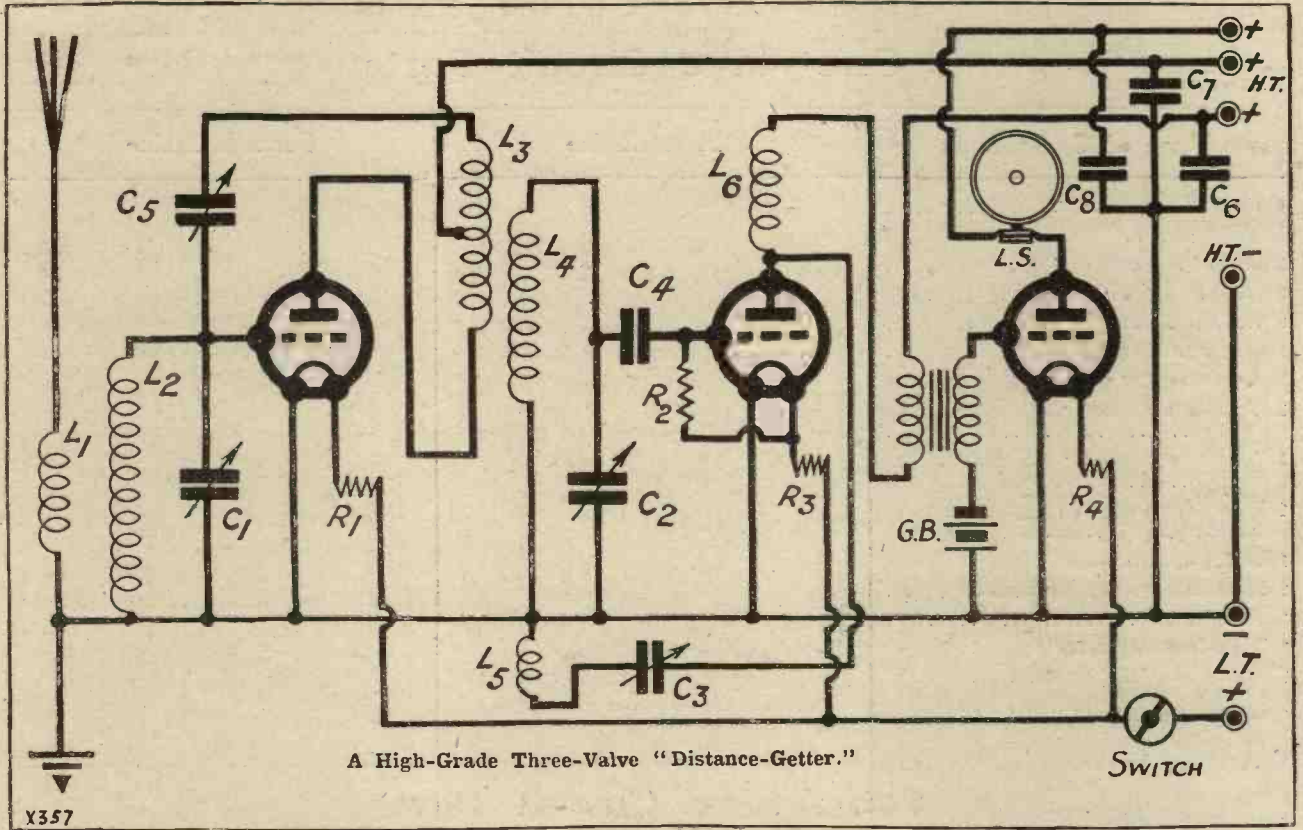 +
+
C7
H.T.
+
L3
C5
L6
C8
C6
L.S.
H.T.-
L4
C4
L2
R2
L1
C1
R1
C2
R3
R4
G.B.
-
L.T.
+
L5
C3
A High-Grade Three-Valve "Distance-Getter."
SWITCH
X357